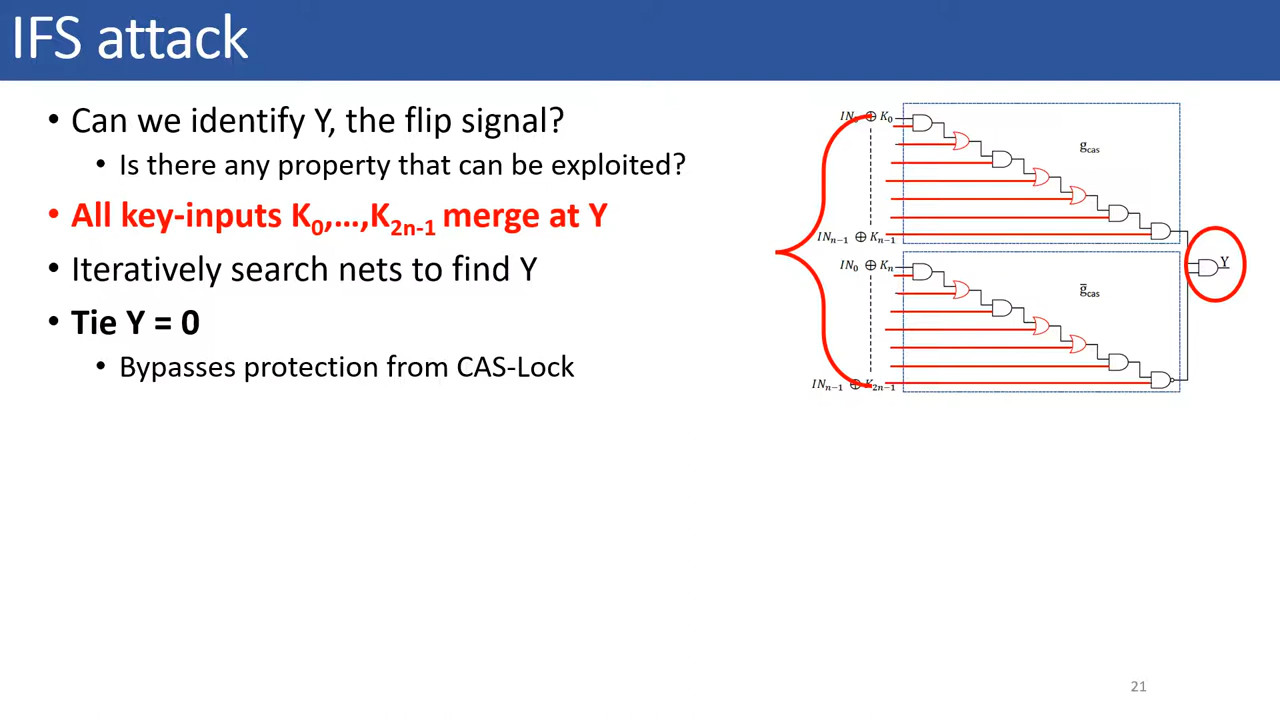 IFS attack
• Can we identify Y, the flip signal?
• Is there any property that can be exploited?
• All key-inputs K0,…,K2n-1 merge at Y
• Iteratively search nets to find Y
• Tie Y = 0
• Bypasses protection from CAS-Lock
IN0 ⊕ K0
gcas
INn−1 ⊕ Kn−1
Y
IN0 ⊕ Kn
g̅cas
INn−1 ⊕ K2n−1
21